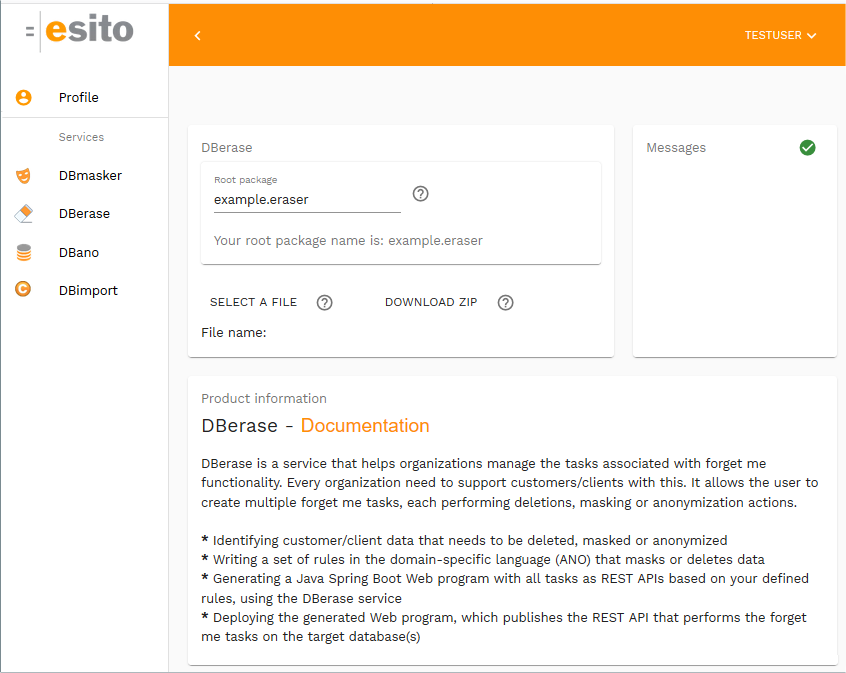 esito
TESTUSER
Profile
Services
DBmasker
DBerase
DBano
DBimport
DBerase
Root package
example.eraser
Your root package name is: example.eraser
SELECT A FILE
DOWNLOAD ZIP
File name:
Messages
Product information
DBerase - Documentation
DBerase is a service that helps organizations manage the tasks associated with forget me
functionality. Every organization need to support customers/clients with this. It allows the user to
create multiple forget me tasks, each performing deletions, masking or anonymization actions.
* Identifying customer/client data that needs to be deleted, masked or anonymized
* Writing a set of rules in the domain-specific language (ANO) that masks or deletes data
* Generating a Java Spring Boot Web program with all tasks as REST APIs based on your defined
rules, using the DBerase service
* Deploying the generated Web program, which publishes the REST API that performs the forget
me tasks on the target database(s)